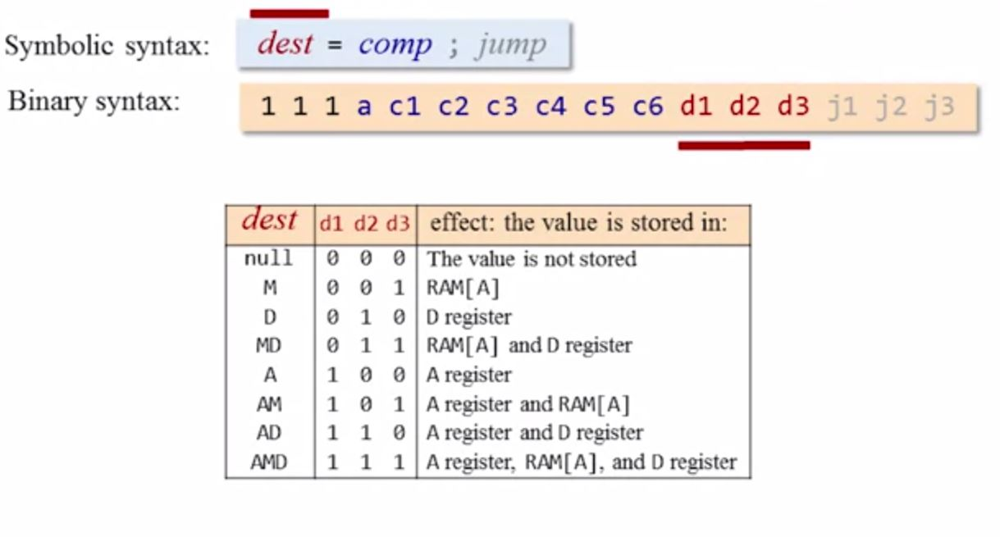 Symbolic syntax: dest = comp ; jump
Binary syntax: 1 1 1 a c1 c2 c3 c4 c5 c6 d1 d2 d3 j1 j2 j3
dest d1 d2 d3 effect: the value is stored in:
null 0 0 0 The value is not stored
M 0 0 1 RAM[A]
D 0 1 0 D register
MD 0 1 1 RAM[A] and D register
A 1 0 0 A register
AM 1 0 1 A register and RAM[A]
AD 1 1 0 A register and D register
AMD 1 1 1 A register, RAM[A], and D register